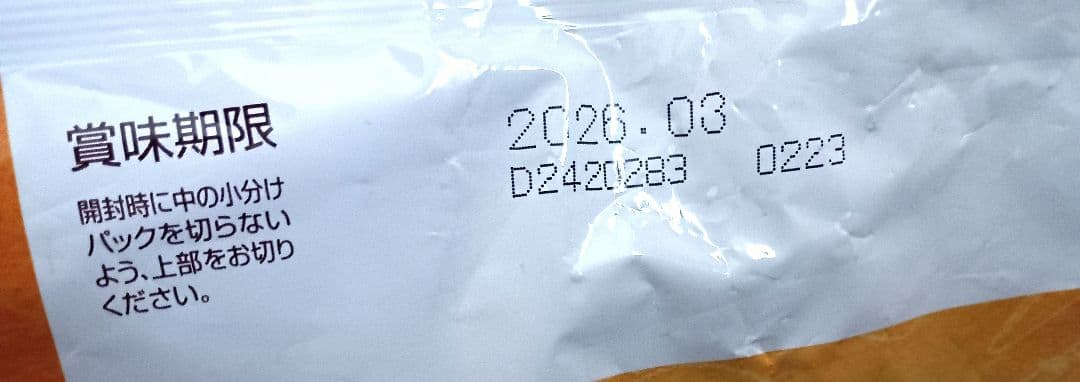 賞味期限
開封時に中の小分け
パックを切らない
よう、上部をお切り
ください。
2026.03
D2420283 0223